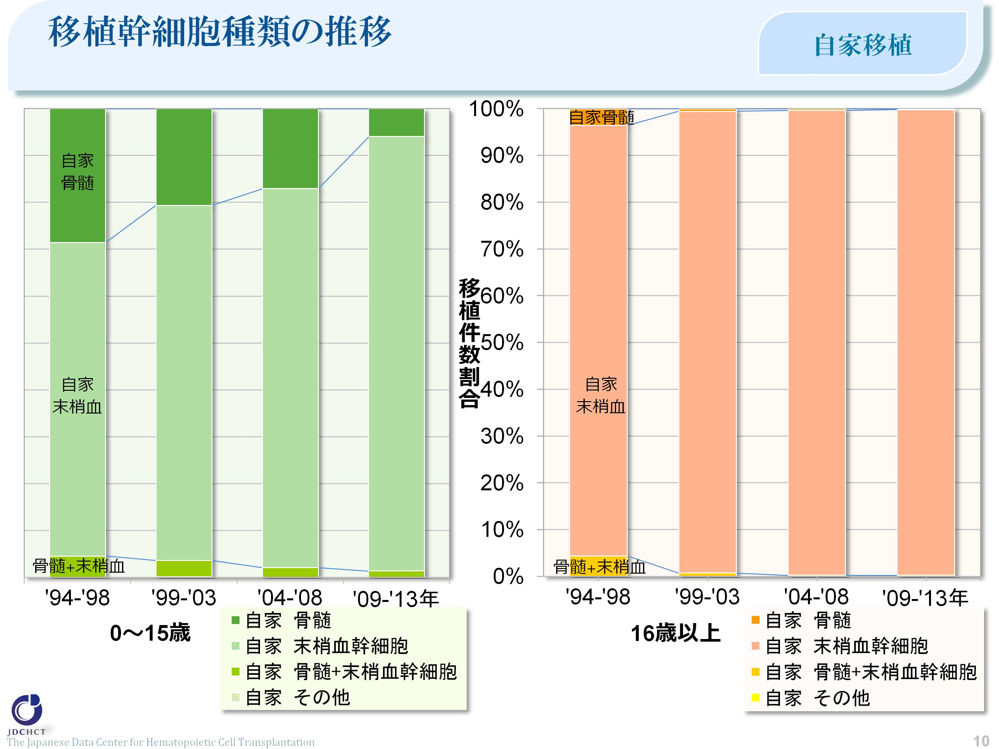 移植幹細胞種類の推移
自家移植
自家
骨髄
自家
末梢血
骨髄+末梢血
'94-'98
'99-'03
'04-'08
'09-'13年
0～15歳
自家 骨髄
自家 末梢血幹細胞
自家 骨髄+末梢血幹細胞
自家 その他
移植件数割合
100%
90%
80%
70%
60%
50%
40%
30%
20%
10%
0%
自家骨髄
自家
末梢血
骨髄+末梢血
'94-'98
'99-'03
'04-'08
'09-'13年
16歳以上
自家 骨髄
自家 末梢血幹細胞
自家 骨髄+末梢血幹細胞
自家 その他
JDCHCT
The Japanese Data Center for Hematopoietic Cell Transplantation
10